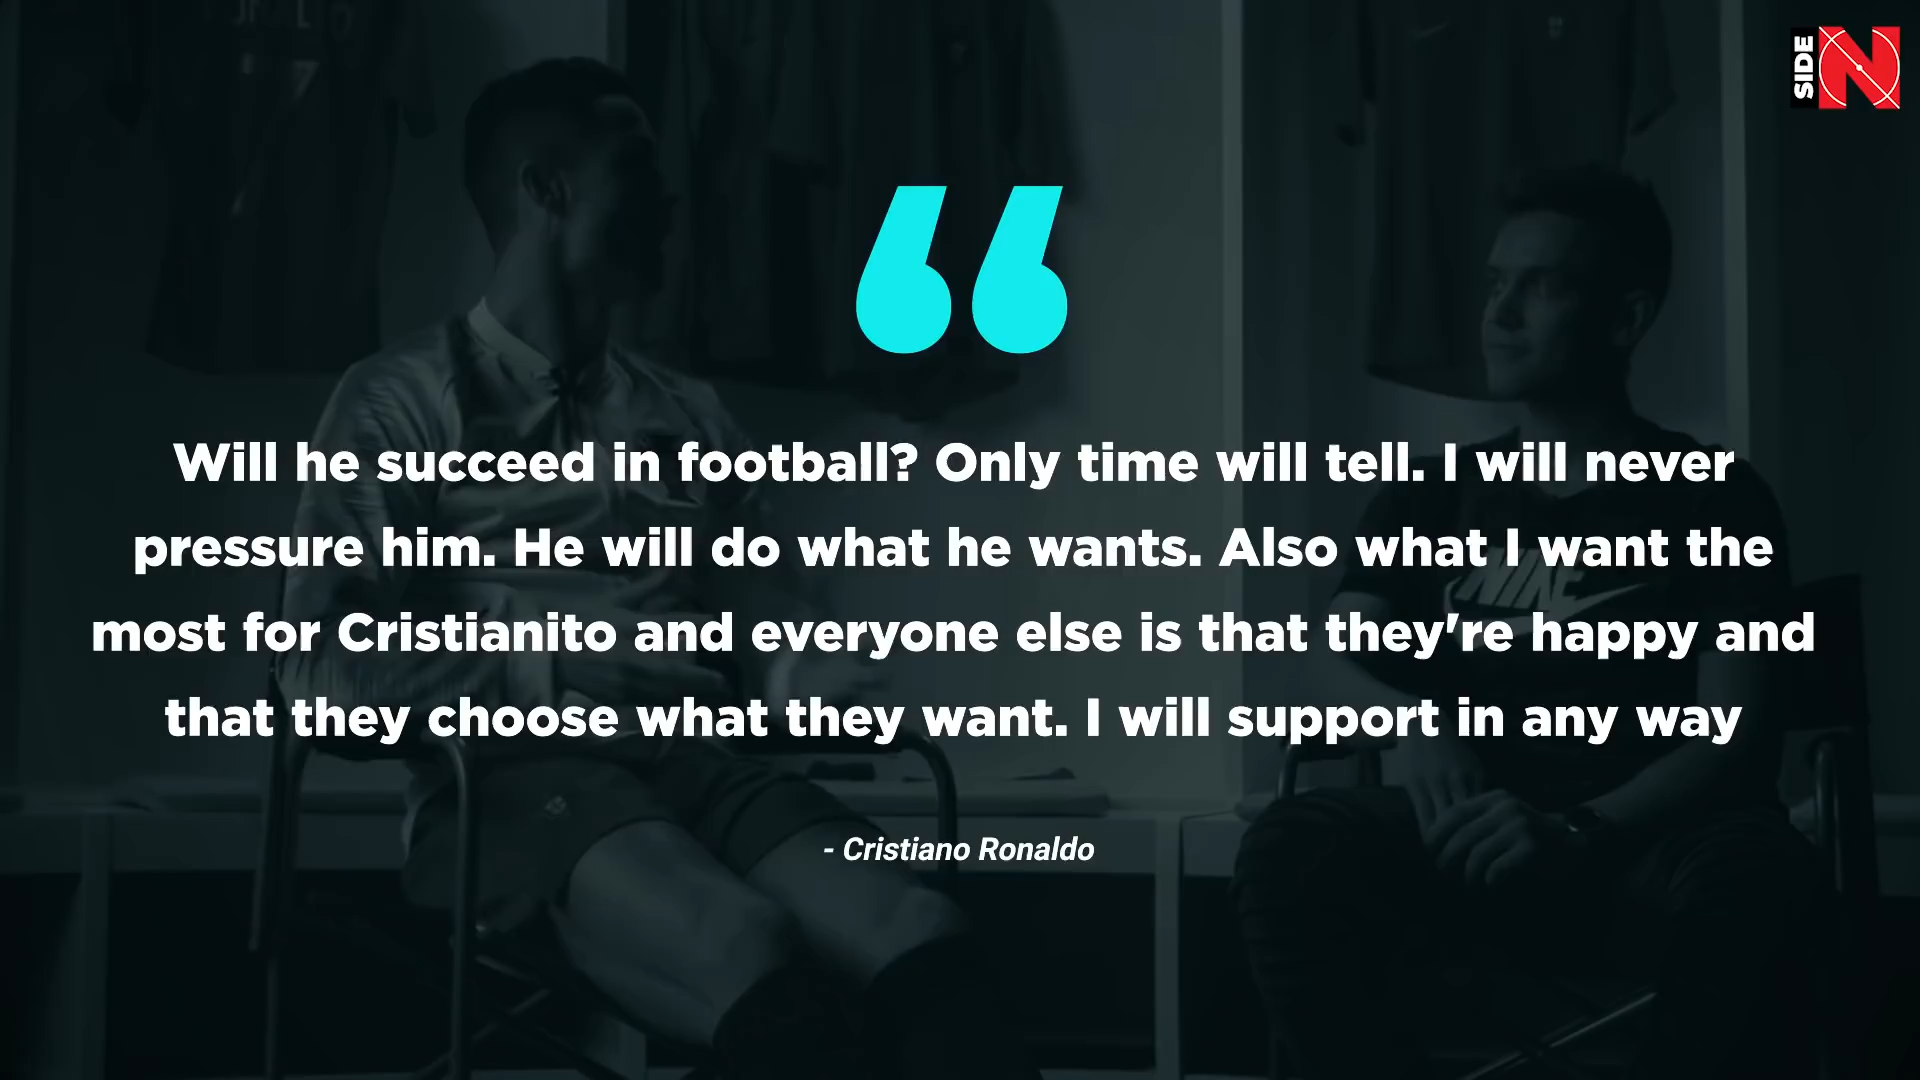 SIDE N
“
Will he succeed in football? Only time will tell. I will never
pressure him. He will do what he wants. Also what I want the
most for Cristianito and everyone else is that they're happy and
that they choose what they want. I will support in any way
- Cristiano Ronaldo
NIKE